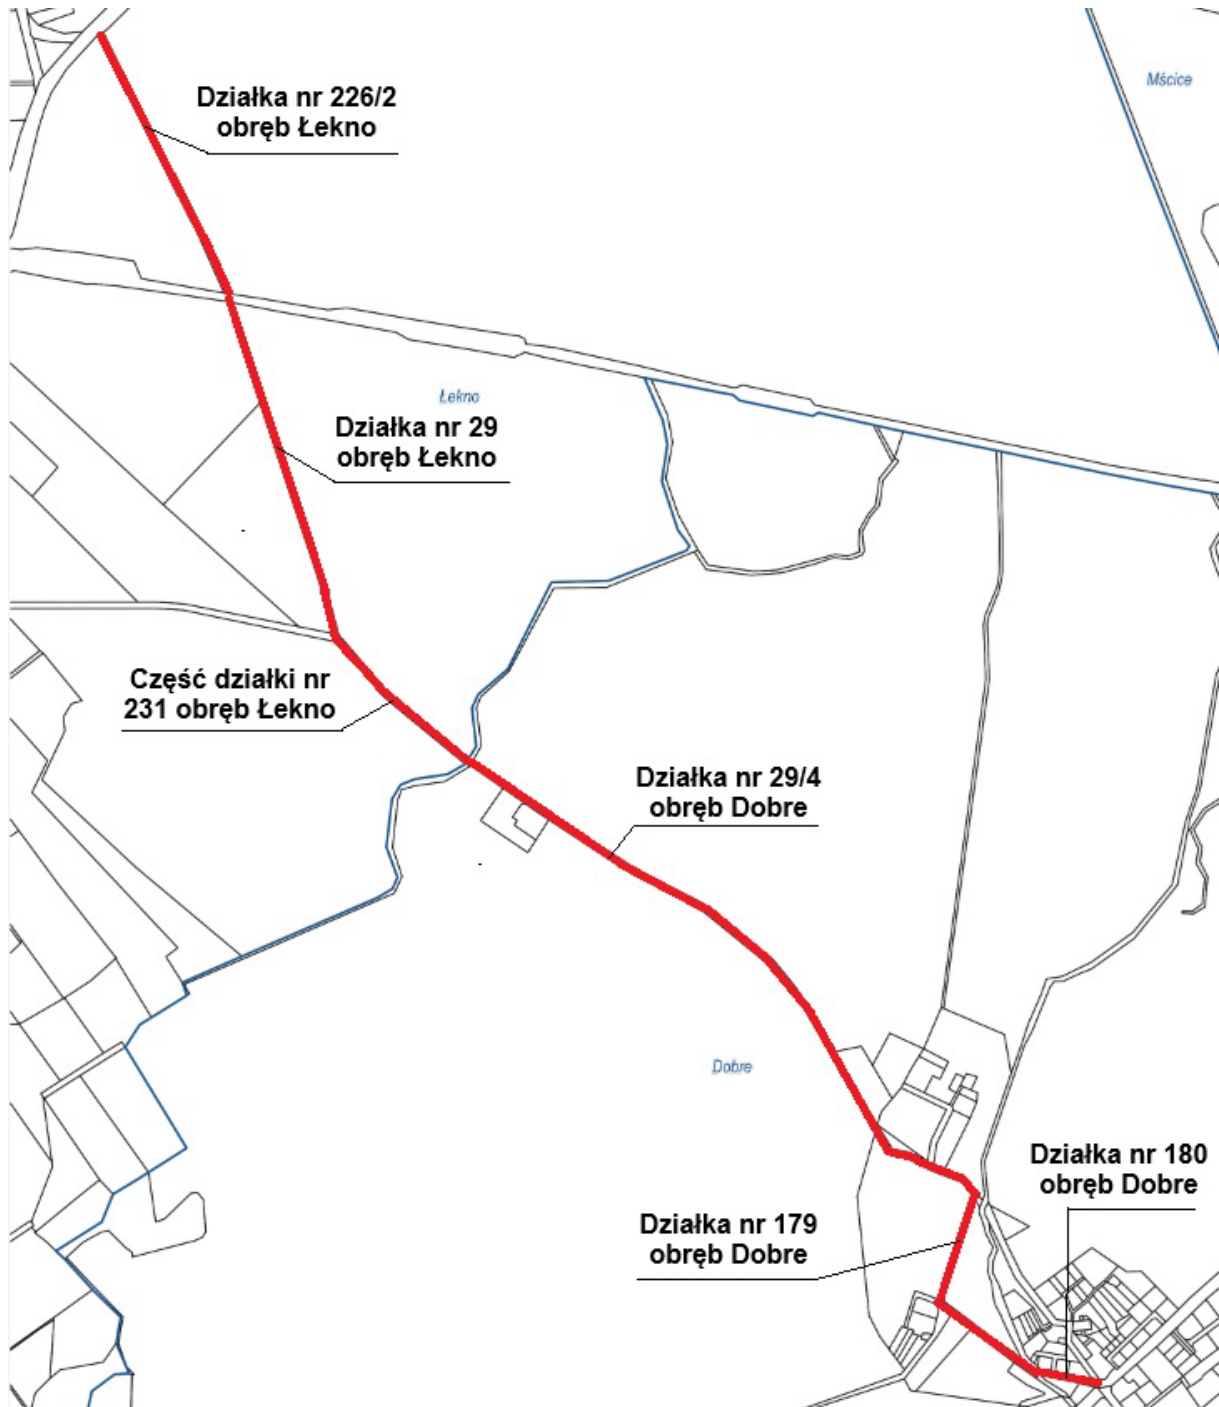 Mścice
Działka nr 226/2
obręb Łekno
Łekno
Działka nr 29
obręb Łekno
Część działki nr
231 obręb Łekno
Działka nr 29/4
obręb Dobre
Dobre
Działka nr 180
obręb Dobre
Działka nr 179
obręb Dobre